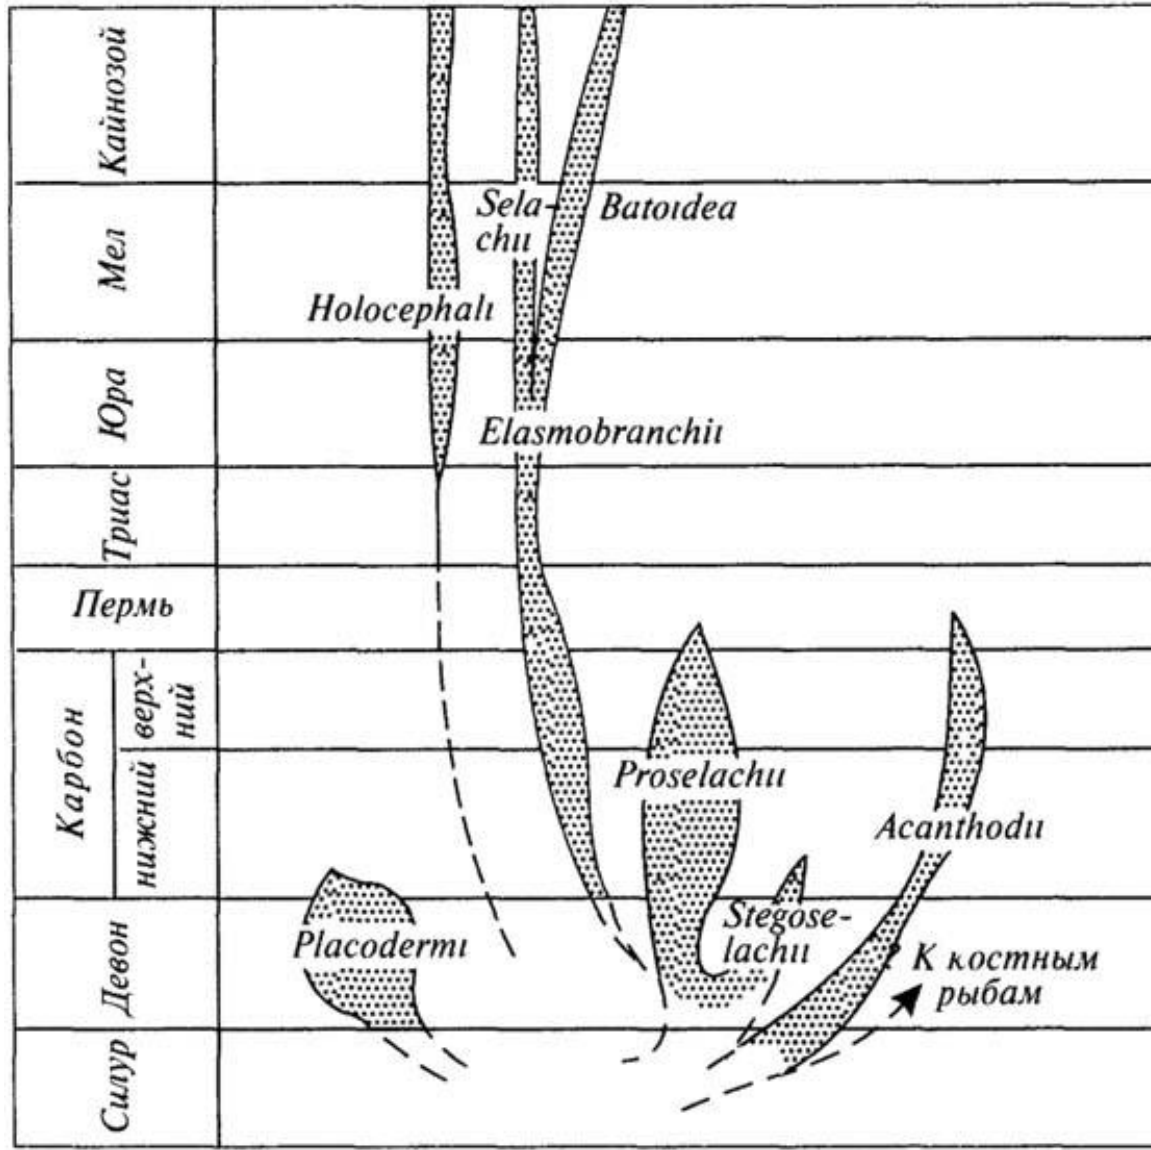 Кайнозой
Мел
Юра
Триас
Пермь
Карбон
верх-
ний
нижний
Девон
Силур
Sela-
chii
Batoidea
Holocephali
Elasmobranchii
Proselachii
Acanthodii
Stegose-
lachii
Placodermi
К костным
рыбам